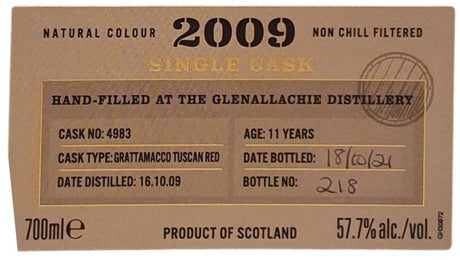 NATURAL COLOUR 2009 NON CHILL FILTERED
SINGLE CASK
HAND-FILLED AT THE GLENALLACHIE DISTILLERY
CASK NO: 4983
CASK TYPE: GRATTAMACCO TUSCAN RED
DATE DISTILLED: 16.10.09
AGE: 11 YEARS
DATE BOTTLED: 18/00/21
BOTTLE NO: 218
700ml℮ PRODUCT OF SCOTLAND 57.7% alc./vol.
GH30872